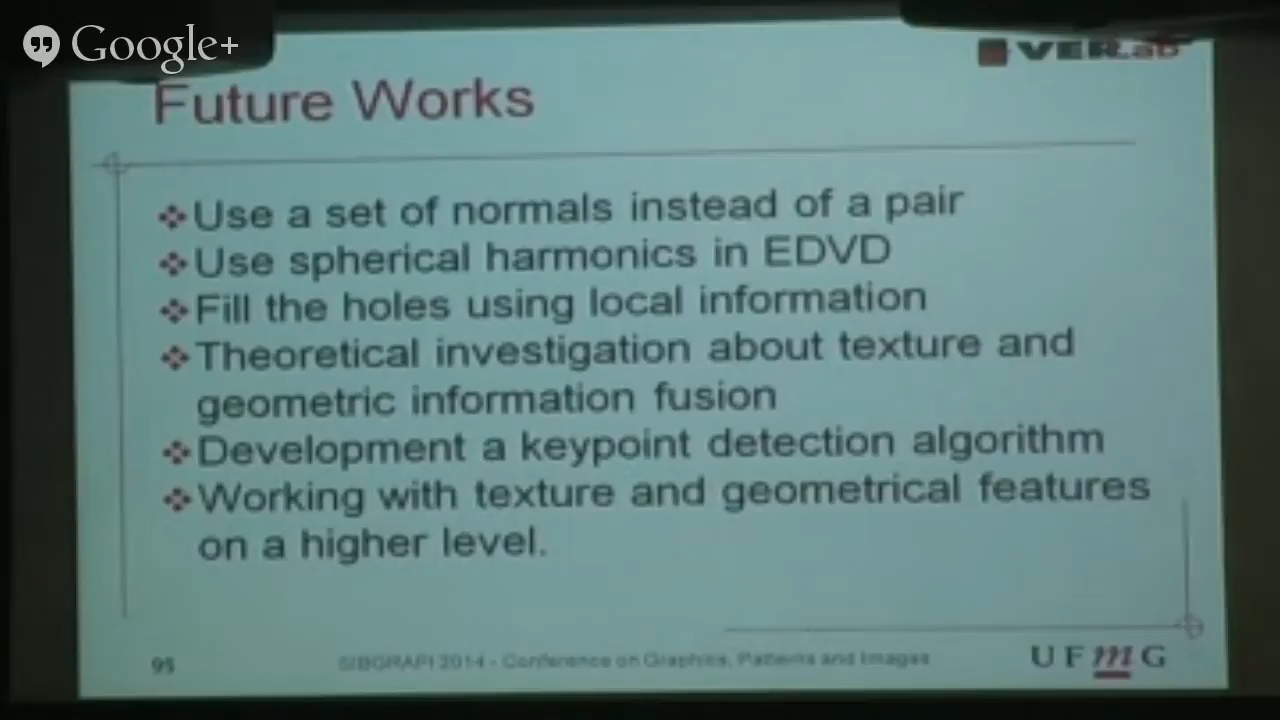 Google+
VERLab
Future Works
Use a set of normals instead of a pair
Use spherical harmonics in EDVD
Fill the holes using local information
Theoretical investigation about texture and
geometric information fusion
Development a keypoint detection algorithm
Working with texture and geometrical features
on a higher level.
95
SIBGRAPI 2014 - Conference on Graphics, Patterns and Images
UFmG